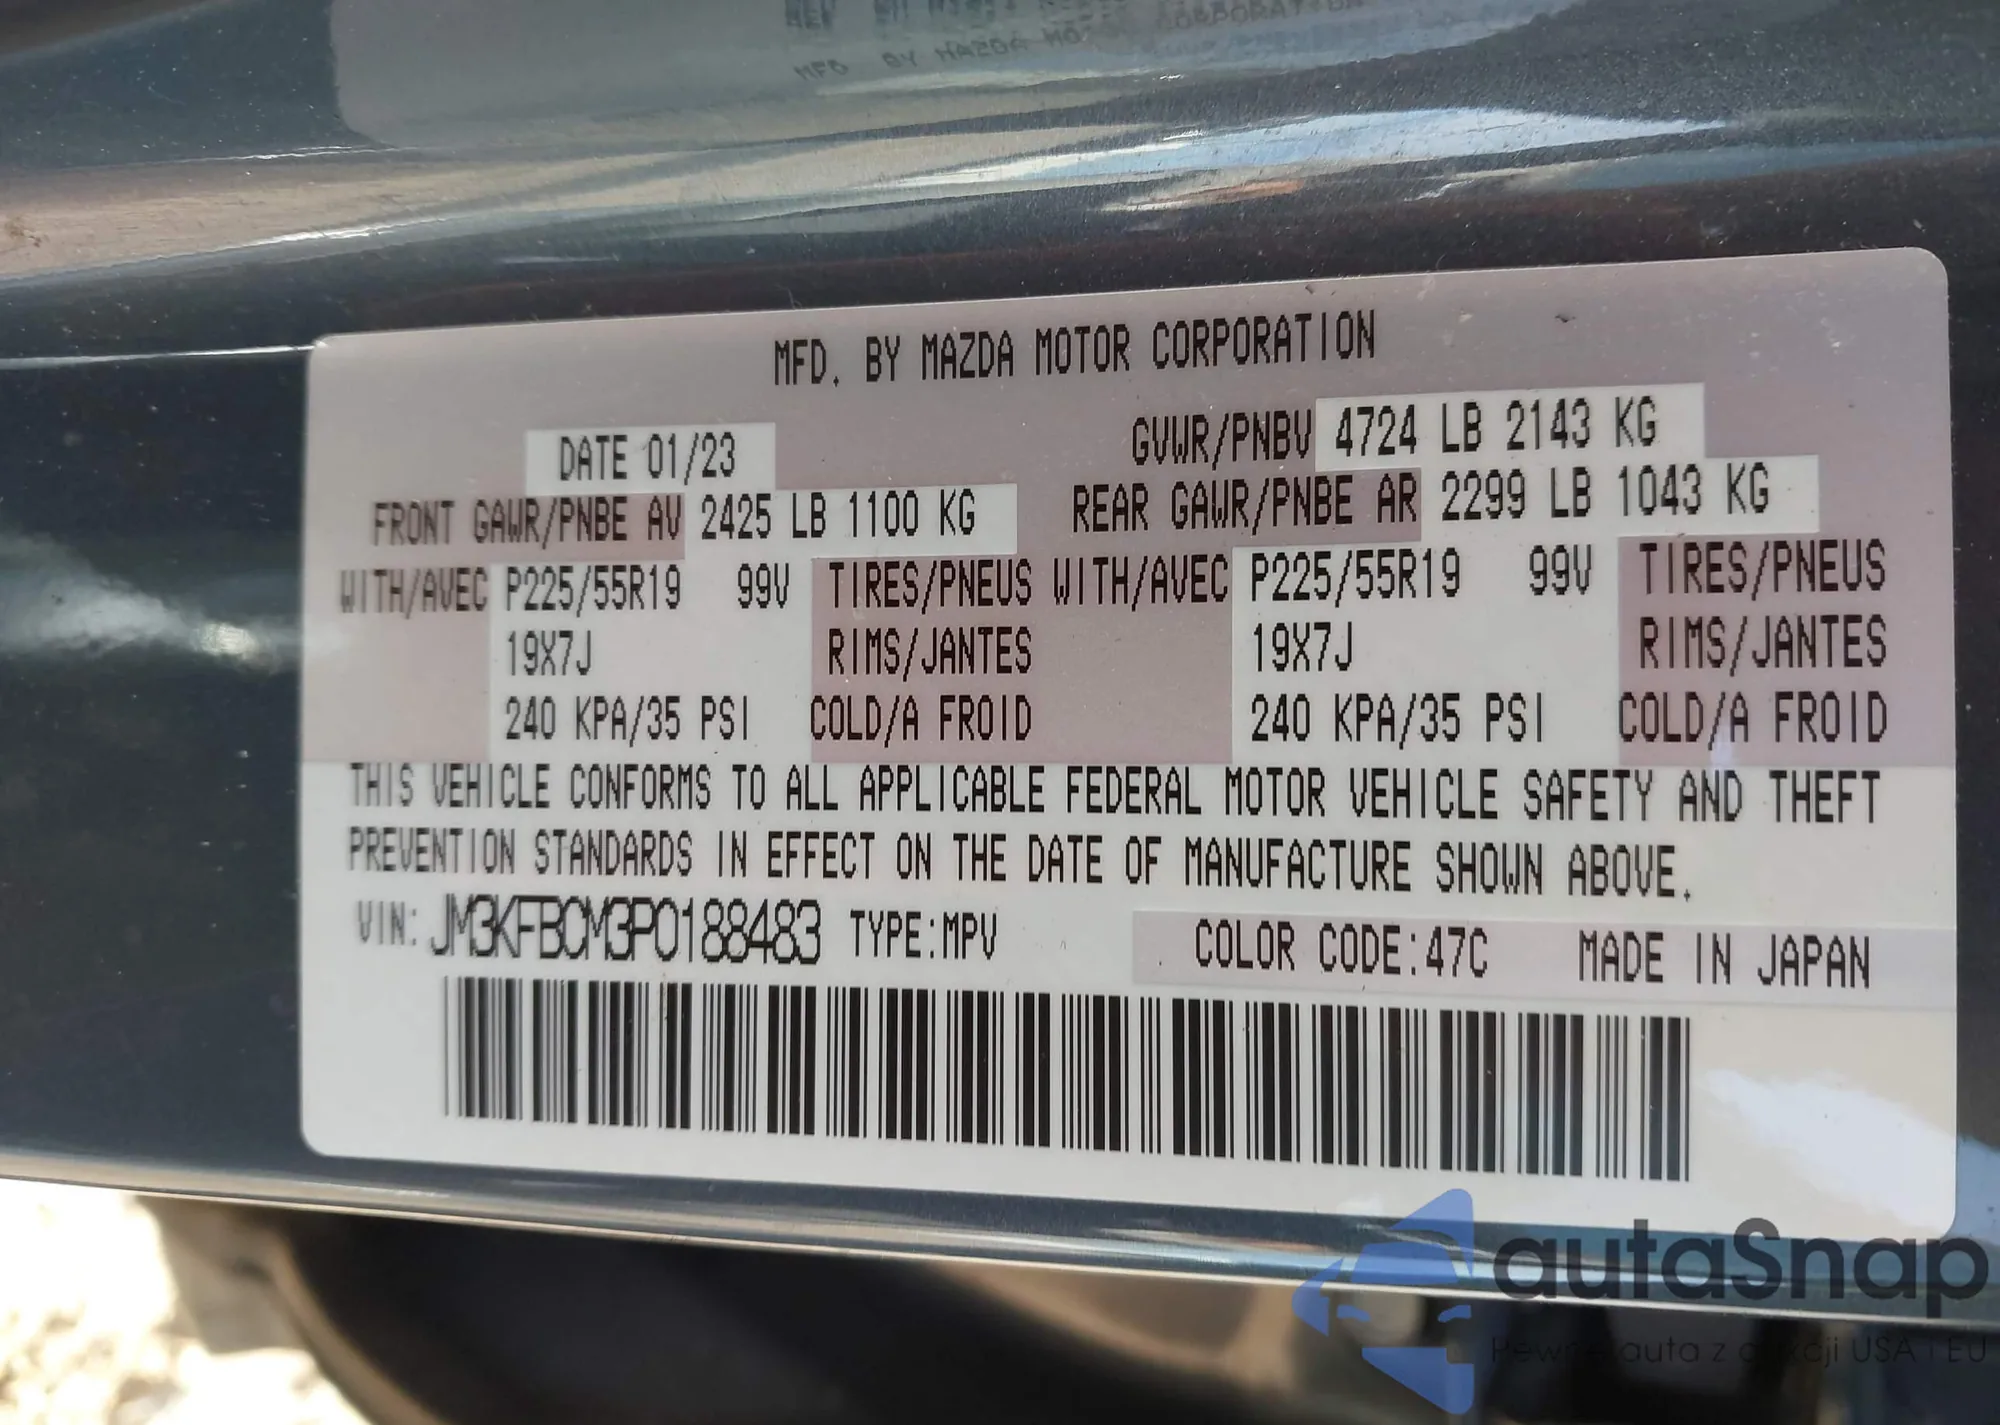 MFD. BY MAZDA MOTOR CORPORATION
DATE 01/23 GVWR/PNBV 4724 LB 2143 KG
FRONT GAWR/PNBE AV 2425 LB 1100 KG REAR GAWR/PNBE AR 2299 LB 1043 KG
WITH/AVEC P225/55R19 99V TIRES/PNEUS WITH/AVEC P225/55R19 99V TIRES/PNEUS
19X7J RIMS/JANTES 19X7J RIMS/JANTES
240 KPA/35 PSI COLD/A FROID 240 KPA/35 PSI COLD/A FROID
THIS VEHICLE CONFORMS TO ALL APPLICABLE FEDERAL MOTOR VEHICLE SAFETY AND THEFT
PREVENTION STANDARDS IN EFFECT ON THE DATE OF MANUFACTURE SHOWN ABOVE.
VIN: JM3KFBCM3P0188483 TYPE:MPV COLOR CODE:47C MADE IN JAPAN
autaSnap
Pewne auta z aukcji USA i EU